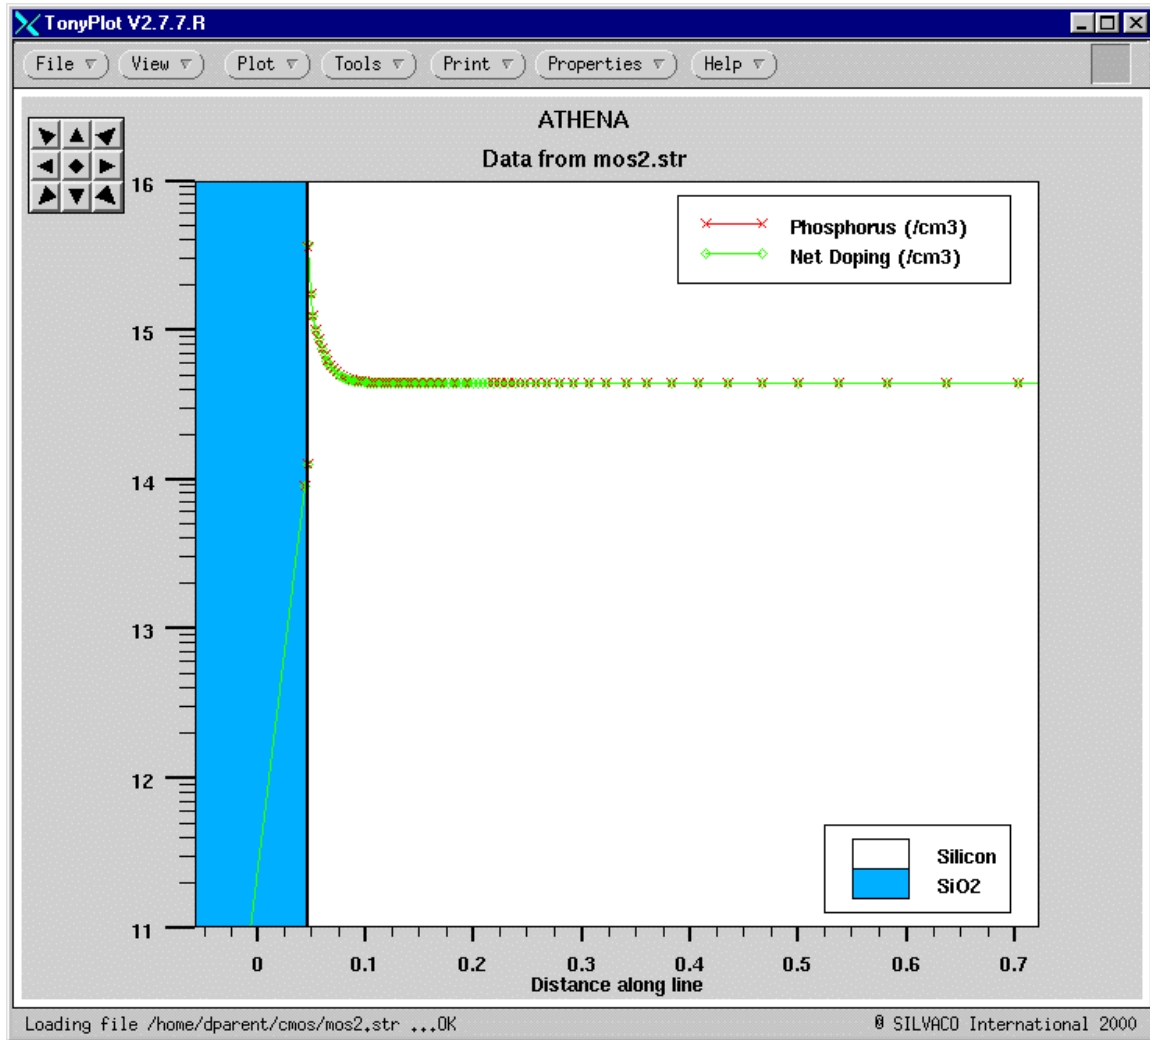 TonyPlot V2.7.7.R
File View Plot Tools Print Properties Help
ATHENA
Data from mos2.str
16
15
14
13
12
11
Phosphorus (/cm3)
Net Doping (/cm3)
Silicon
SiO2
0 0.1 0.2 0.3 0.4 0.5 0.6 0.7
Distance along line
Loading file /home/dparent/cmos/mos2.str ...OK
© SILVACO International 2000